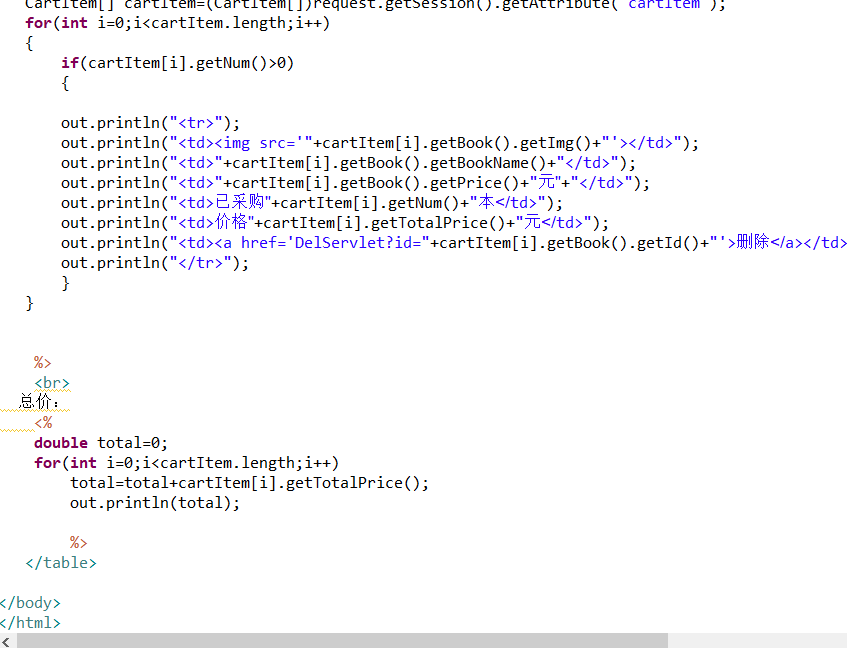 CartItem[] cartItem=(CartItem[])request.getSession().getAttribute("cartItem");
for(int i=0;i<cartItem.length;i++)
{
if(cartItem[i].getNum()>0)
{
out.println("<tr>");
out.println("<td><img src='"+cartItem[i].getBook().getImg()+"'></td>");
out.println("<td>"+cartItem[i].getBook().getBookName()+"</td>");
out.println("<td>"+cartItem[i].getBook().getPrice()+"元"+"</td>");
out.println("<td>已采购"+cartItem[i].getNum()+"本</td>");
out.println("<td>价格"+cartItem[i].getTotalPrice()+"元</td>");
out.println("<td><a href='DelServlet?id="+cartItem[i].getBook().getId()+"'>删除</a></td>
out.println("</tr>");
}
}
%>
<br>
总价：
<%
double total=0;
for(int i=0;i<cartItem.length;i++)
total=total+cartItem[i].getTotalPrice();
out.println(total);
%>
</table>
</body>
</html>